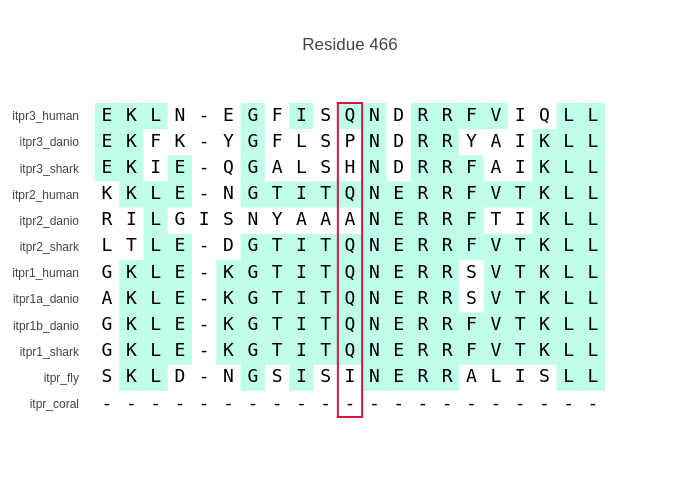 Residue 466
itpr3_human E K L N - E G F I S Q N D R R F V I Q L L
itpr3_danio E K F K - Y G F L S P N D R R Y A I K L L
itpr3_shark E K I E - Q G A L S H N D R R F A I K L L
itpr2_human K K L E - N G T I T Q N E R R F V T K L L
itpr2_danio R I L G I S N Y A A A N E R R F T I K L L
itpr2_shark L T L E - D G T I T Q N E R R F V T K L L
itpr1_human G K L E - K G T I T Q N E R R S V T K L L
itpr1a_danio A K L E - K G T I T Q N E R R S V T K L L
itpr1b_danio G K L E - K G T I T Q N E R R F V T K L L
itpr1_shark G K L E - K G T I T Q N E R R F V T K L L
itpr_fly S K L D - N G S I S I N E R R A L I S L L
itpr_coral - - - - - - - - - - - - - - - - - - - - -